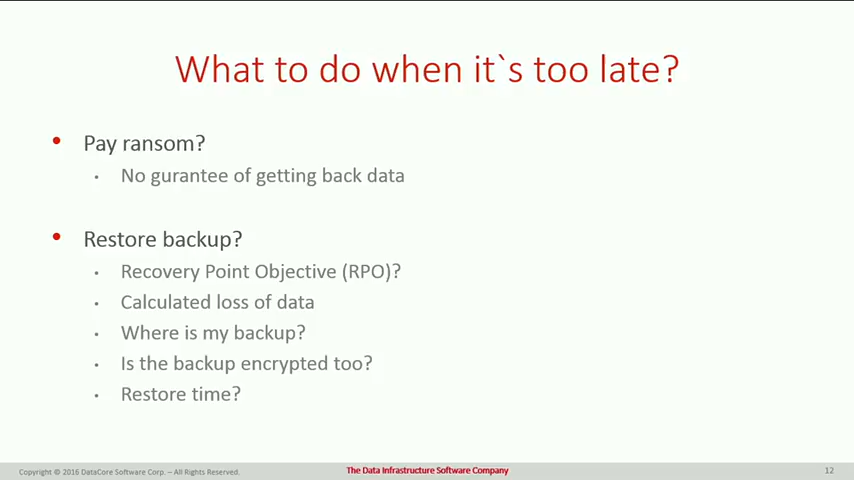 What to do when it`s too late?
• Pay ransom?
• No gurantee of getting back data
• Restore backup?
• Recovery Point Objective (RPO)?
• Calculated loss of data
• Where is my backup?
• Is the backup encrypted too?
• Restore time?
Copyright © 2016 DataCore Software Corp. – All Rights Reserved.
The Data Infrastructure Software Company
12